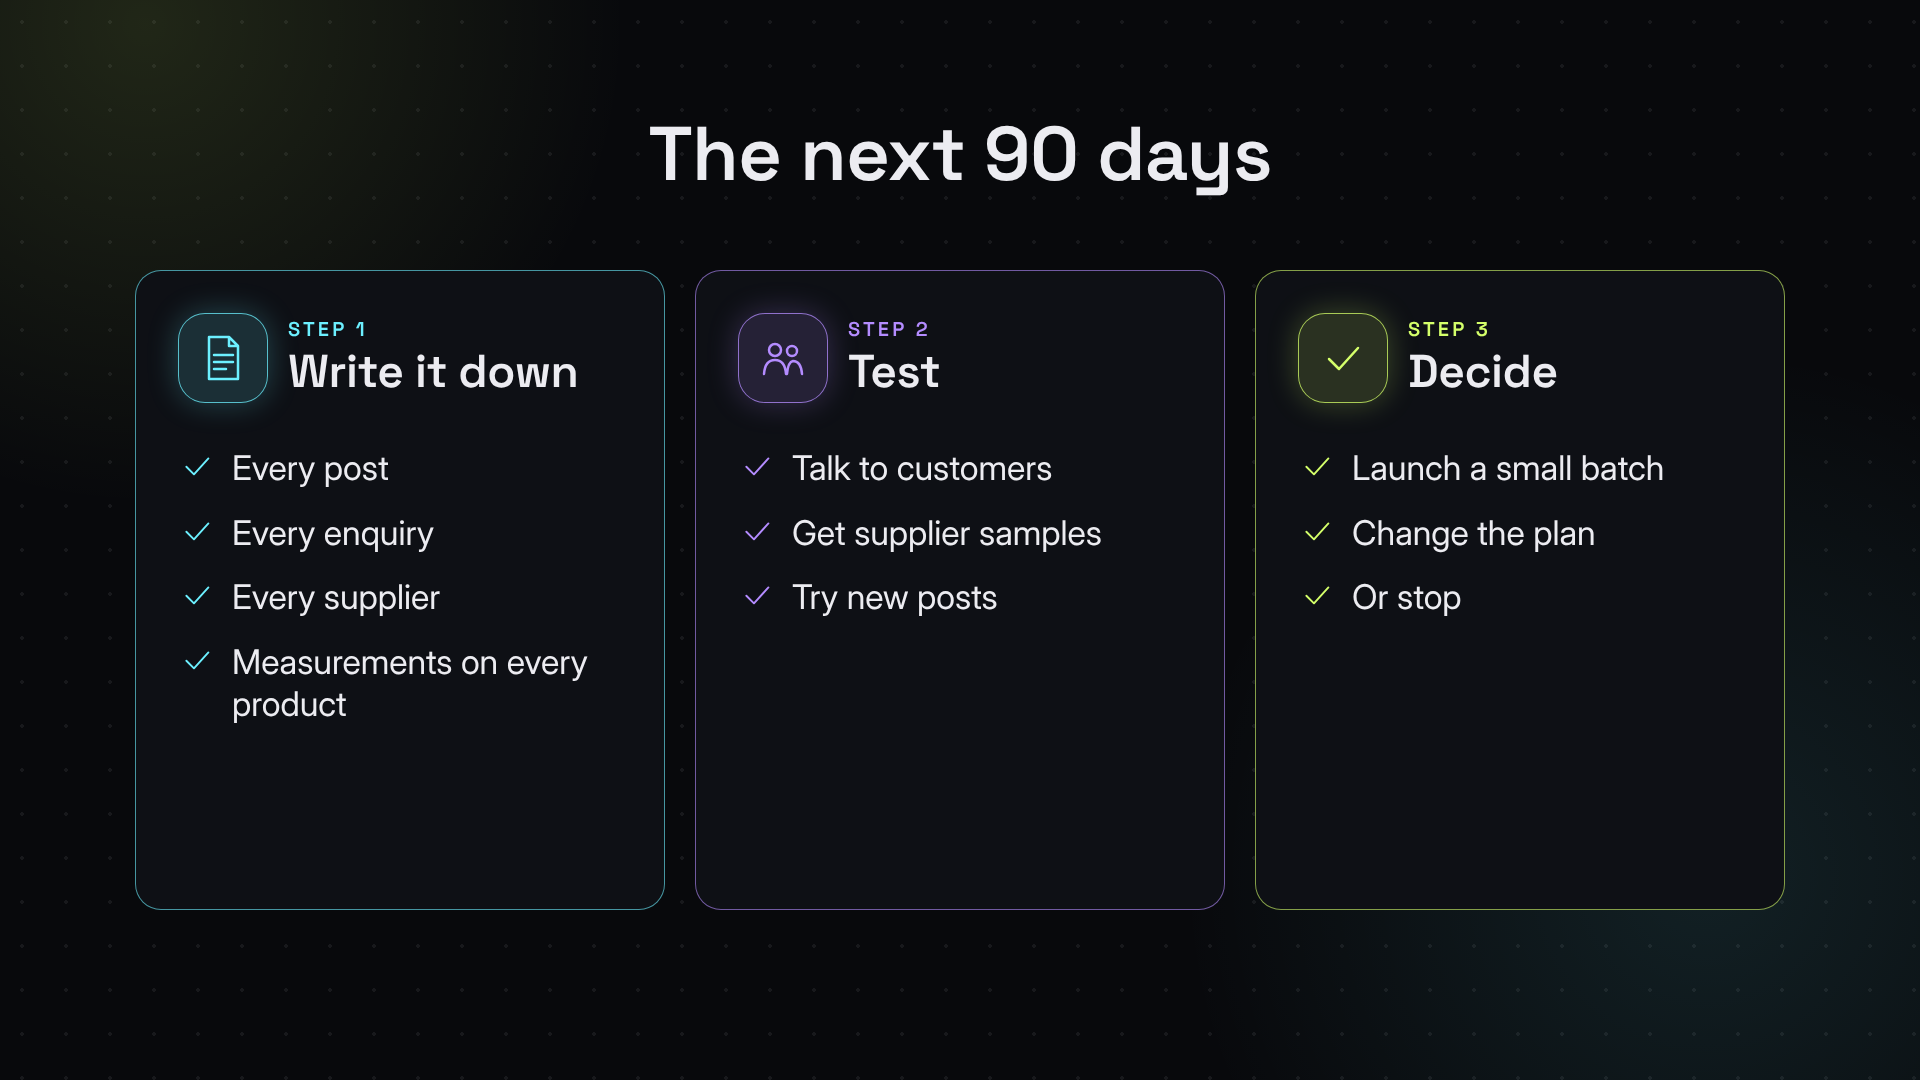 The next 90 days
STEP 1
Write it down
Every post
Every enquiry
Every supplier
Measurements on every
product
STEP 2
Test
Talk to customers
Get supplier samples
Try new posts
STEP 3
Decide
Launch a small batch
Change the plan
Or stop